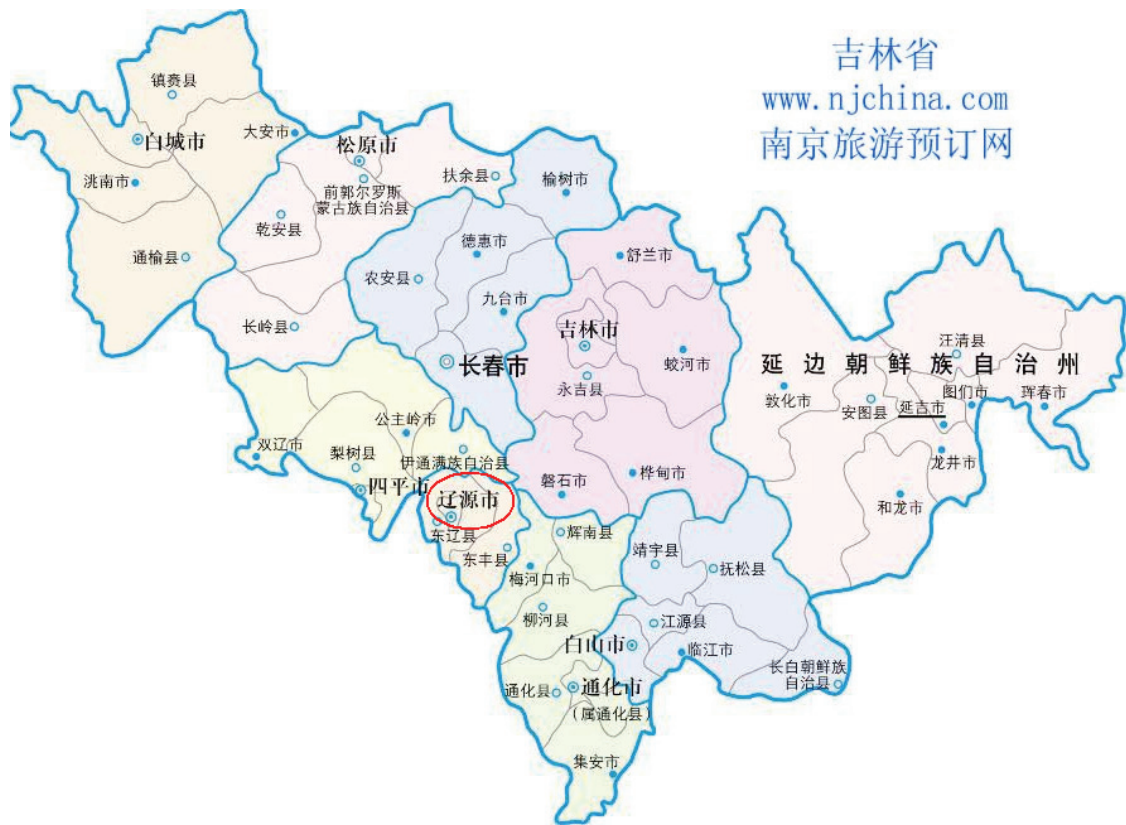 吉林省
www.njchina.com
南京旅游预订网
镇赉县
白城市
大安市
洮南市
通榆县
松原市
前郭尔罗斯
蒙古族自治县
扶余县
乾安县
长岭县
榆树市
德惠市
农安县
九台市
长春市
舒兰市
吉林市
永吉县
蛟河市
磐石市
桦甸市
延边朝鲜族自治州
汪清县
敦化市
安图县
延吉市
图们市
珲春市
龙井市
和龙市
公主岭市
双辽市
梨树县
伊通满族自治县
四平市
辽源市
东辽县
东丰县
辉南县
梅河口市
柳河县
靖宇县
抚松县
江源县
白山市
临江市
长白朝鲜族
自治县
通化县
通化市
(属通化县)
集安市